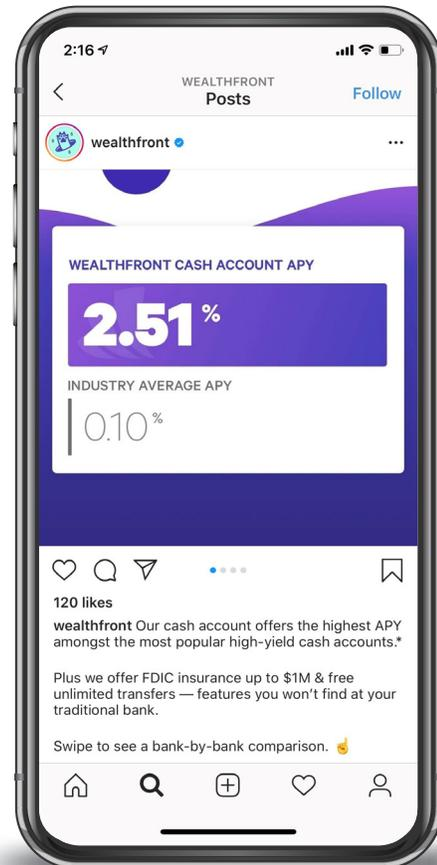 2:16
WEALTHFRONT
Posts
Follow
wealthfront
WEALTHFRONT CASH ACCOUNT APY
2.51%
INDUSTRY AVERAGE APY
0.10%
120 likes
wealthfront Our cash account offers the highest APY
amongst the most popular high-yield cash accounts.*
Plus we offer FDIC insurance up to $1M & free
unlimited transfers — features you won't find at your
traditional bank.
Swipe to see a bank-by-bank comparison. ☝️